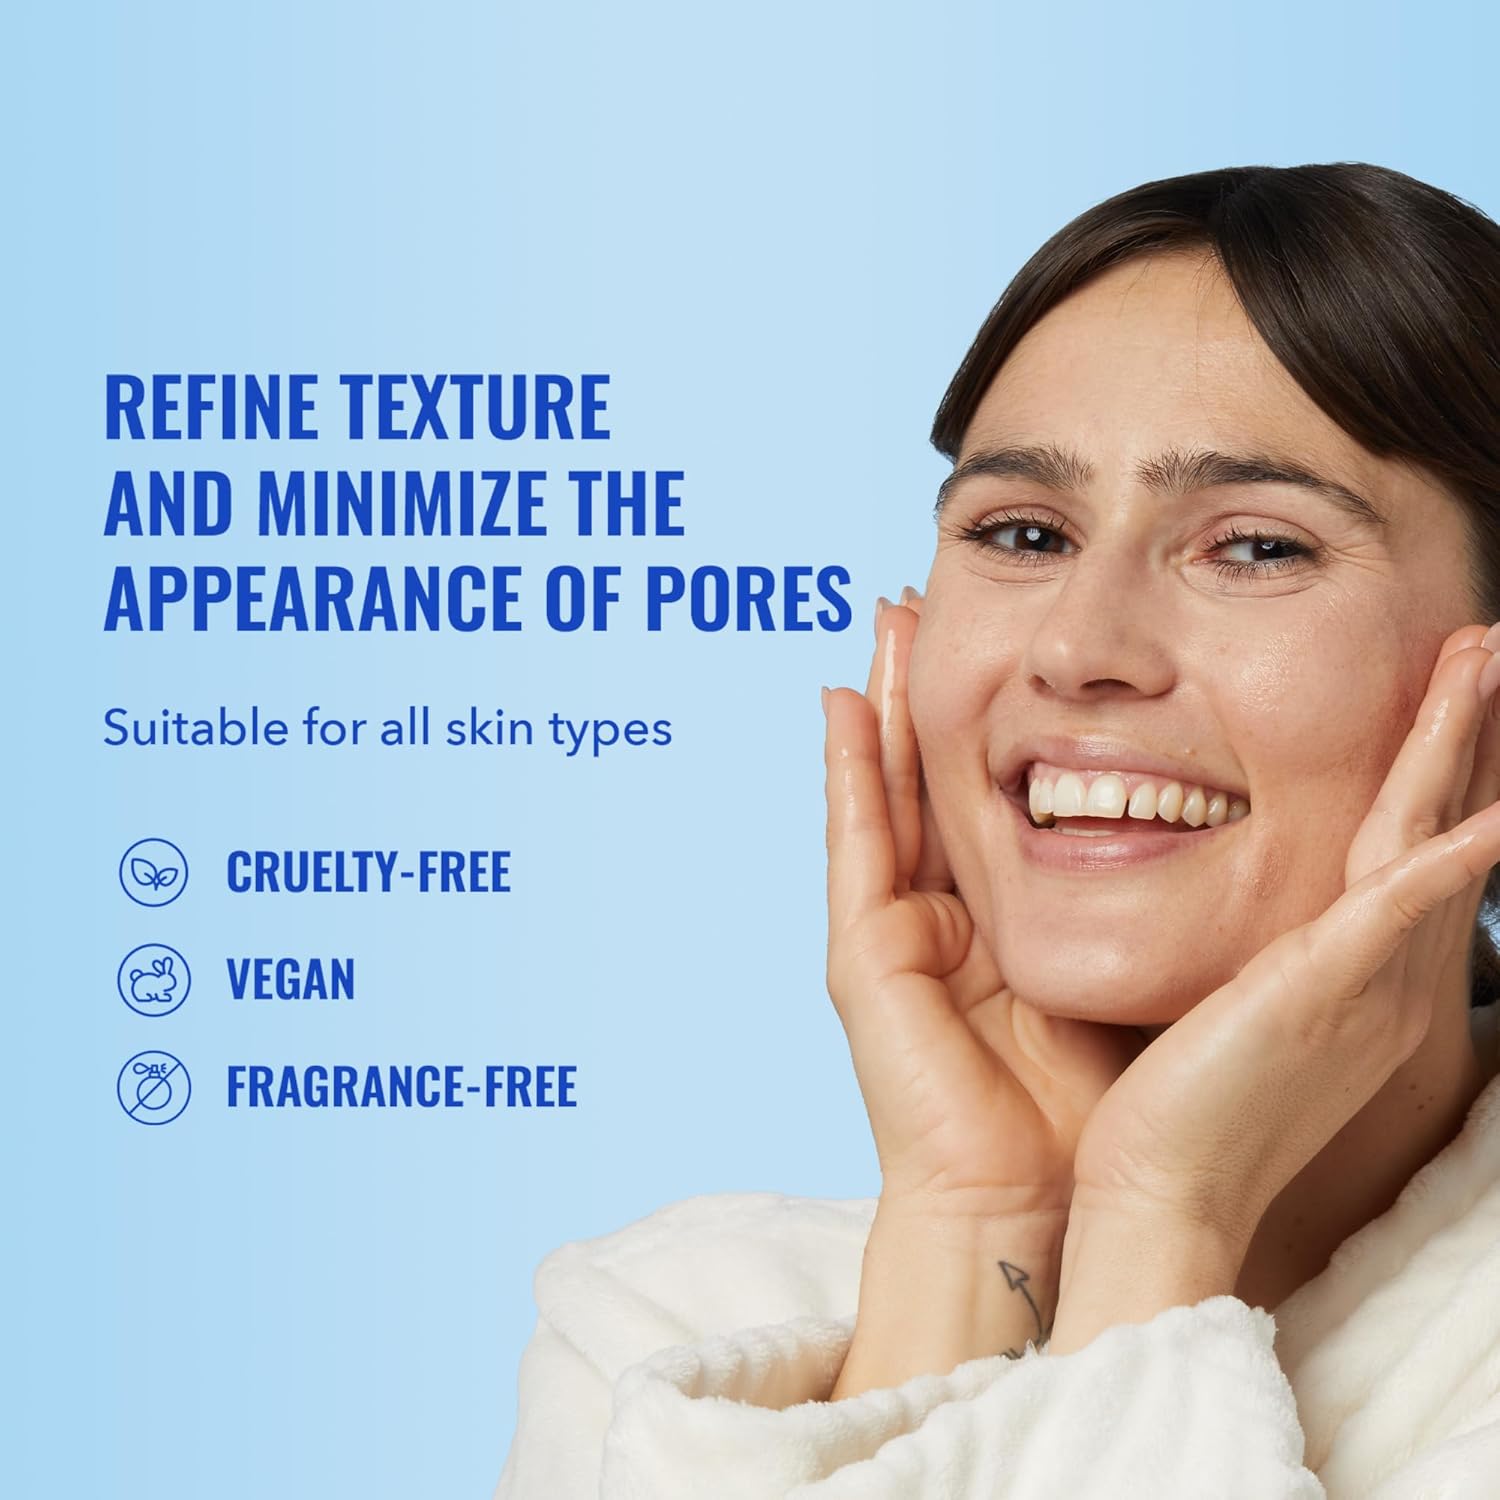 REFINE TEXTURE
AND MINIMIZE THE
APPEARANCE OF PORES
Suitable for all skin types
CRUELTY-FREE
VEGAN
FRAGRANCE-FREE